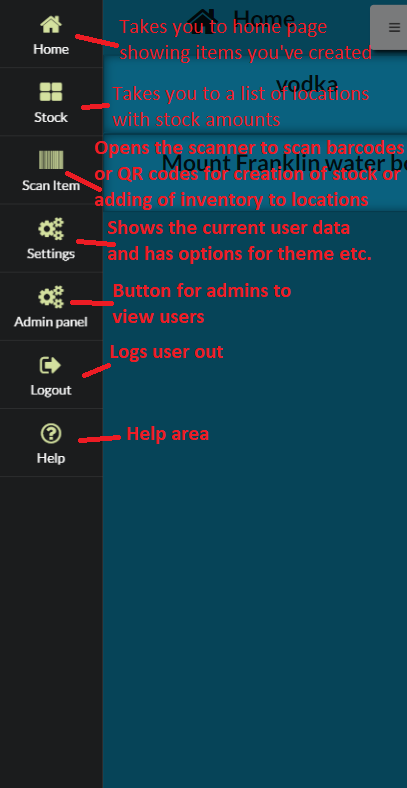 Home
Home
Takes you to home page
showing items you've created
Stock
vodka
Takes you to a list of locations
with stock amounts
Scan Item
Opens the scanner to scan barcodes
Mount Franklin water b
or QR codes for creation of stock or
adding of inventory to locations
Settings
Shows the current user data
and has options for theme etc.
Admin panel
Button for admins to
view users
Logout
Logs user out
Help
Help area